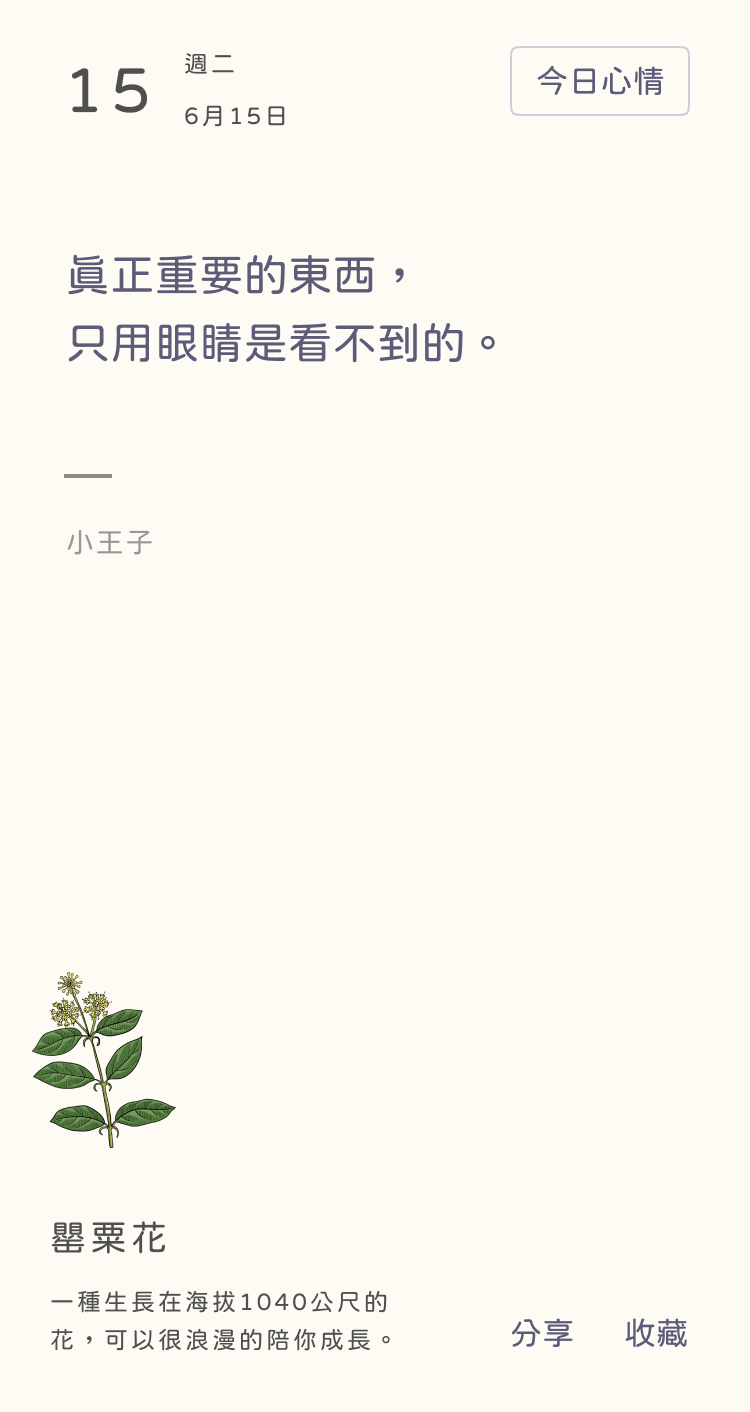 15
週二
6月15日
今日心情
眞正重要的東西，
只用眼睛是看不到的。
小王子
罌粟花
一種生長在海拔1040公尺的
花，可以很浪漫的陪你成長。
分享
收藏